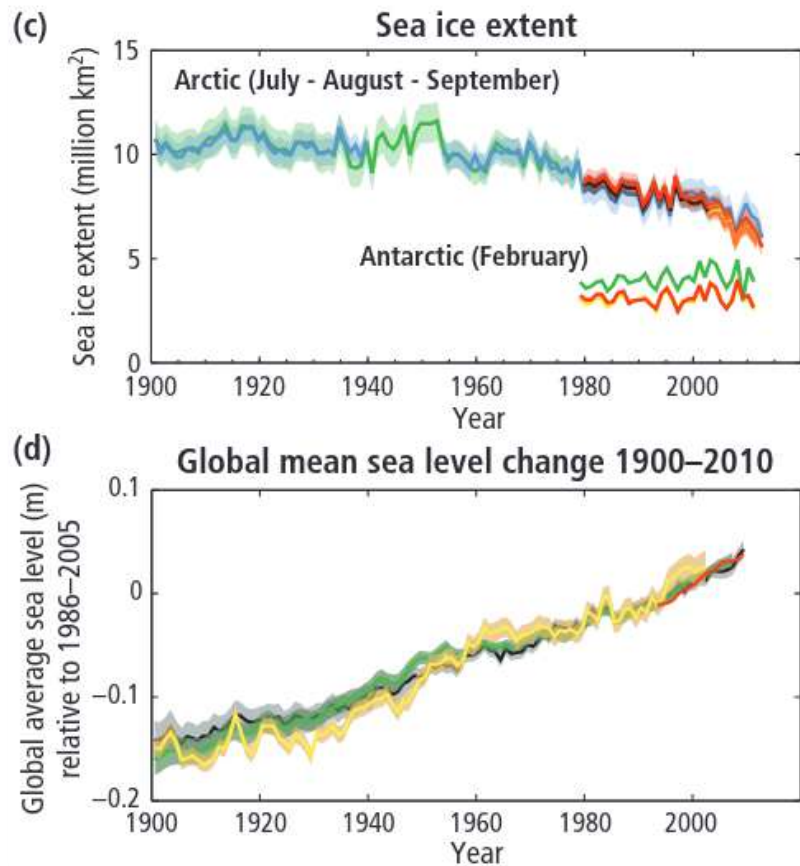 (c)
Sea ice extent
Sea ice extent (million km²)
15
10
5
0
Arctic (July - August - September)
Antarctic (February)
1900 1920 1940 1960 1980 2000
Year
(d)
Global mean sea level change 1900–2010
Global average sea level (m)
relative to 1986–2005
0.1
0
−0.1
−0.2
1900 1920 1940 1960 1980 2000
Year